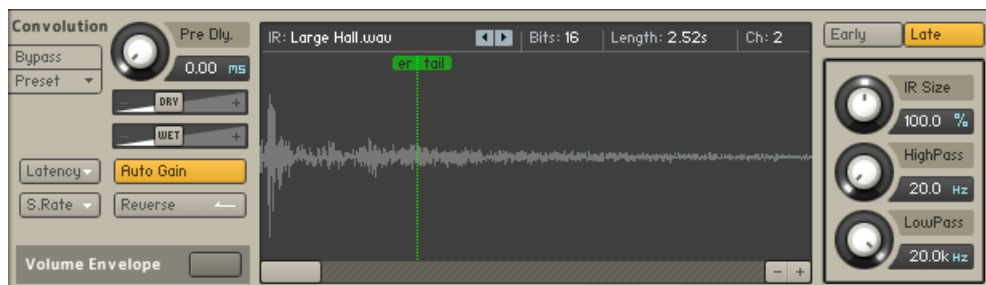 Convolution
Bypass
Preset
Pre Dly.
0.00 ms
- DRY +
- WET +
Latency
Auto Gain
S.Rate
Reverse
Volume Envelope
IR: Large Hall.wav Bits: 16 Length: 2.52s Ch: 2
er tail
- +
Early Late
IR Size
100.0 %
HighPass
20.0 Hz
LowPass
20.0k Hz